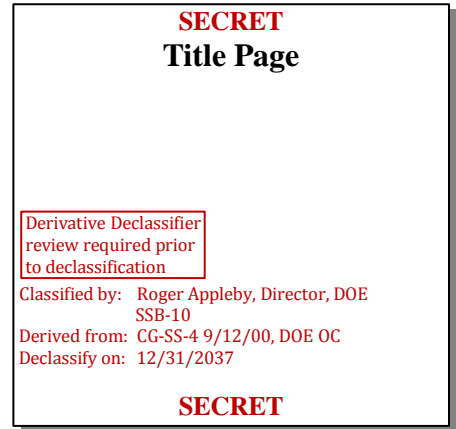 SECRET
Title Page
Derivative Declassifier
review required prior
to declassification
Classified by: Roger Appleby, Director, DOE
SSB-10
Derived from: CG-SS-4 9/12/00, DOE OC
Declassify on: 12/31/2037
SECRET